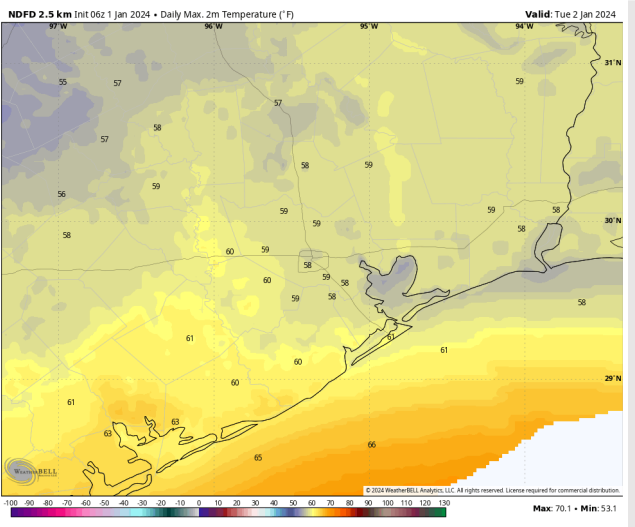 NDFD 2.5 km Init 06z 1 Jan 2024 • Daily Max. 2m Temperature (°F)
Valid: Tue 2 Jan 2024
97°W 96°W 95°W 94°W
31°N
55 57 59
57
58
57
58 59
56 59
59 59 58
59 58
30°N
58
60 59
58
60 59 58
59 58 58
61 61
61
60
29°N
60
61
63
63
66
65
WEATHERBELL
© 2024 WeatherBELL Analytics, LLC. All rights reserved. License required for commercial distribution.
-100 -90 -80 -70 -60 -50 -40 -30 -20 -10 0 10 20 30 40 50 60 70 80 90 100 110 120 130
Max: 70.1 • Min: 53.1